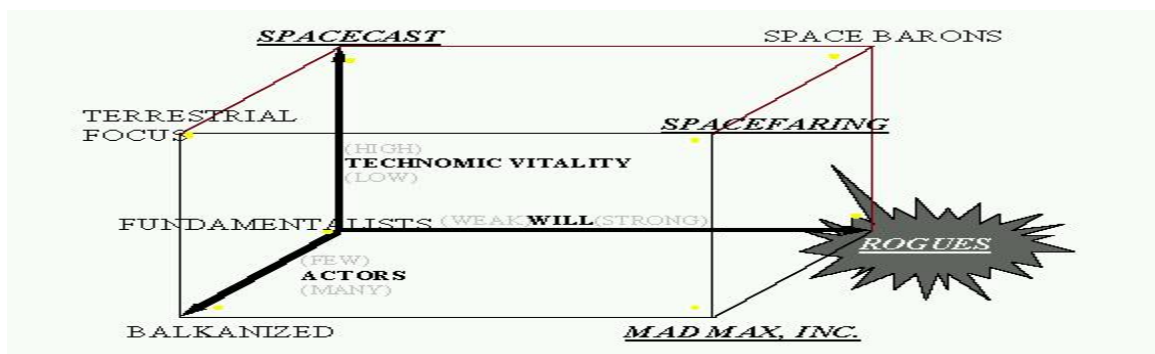 SPACECAST
SPACE BARONS
TERRESTRIAL
FOCUS
SPACEFARING
(HIGH)
TECHNOMIC VITALITY
(LOW)
FUNDAMENTALISTS
(WEAK)WILL(STRONG)
ROGUES
(FEW)
ACTORS
(MANY)
BALKANIZED
MAD MAX, INC.